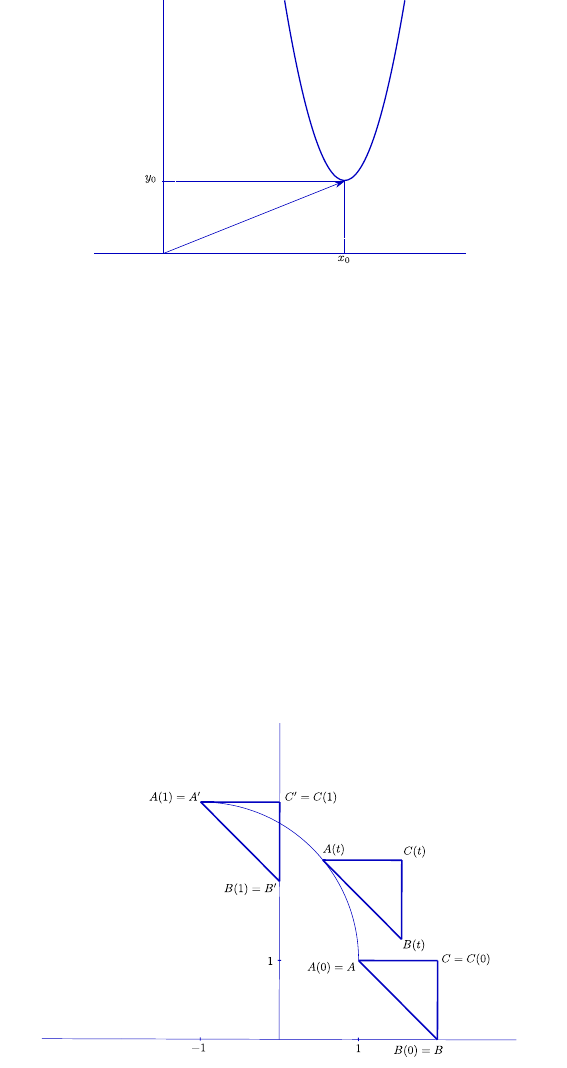 y₀
x₀
A(1) = A′
C′ = C(1)
A(t)
C(t)
B(1) = B′
B(t)
1
A(0) = A
C = C(0)
−1
1
B(0) = B